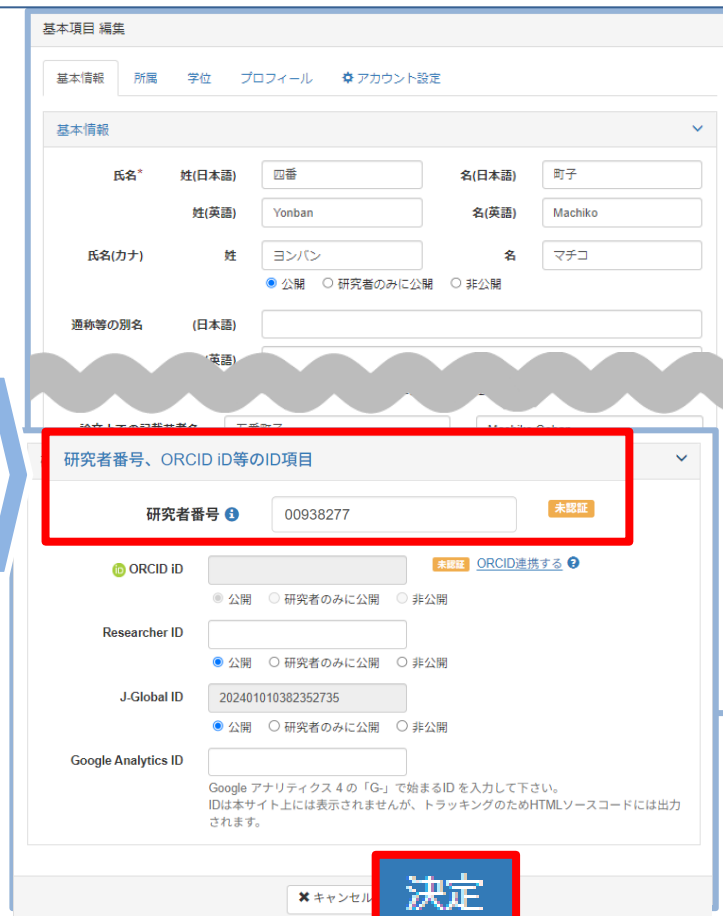 基本項目 編集
基本情報 所属 学位 プロフィール アカウント設定
基本情報
氏名* 姓(日本語) 四番 名(日本語) 町子
姓(英語) Yonban 名(英語) Machiko
氏名(カナ) 姓 ヨンバン 名 マチコ
公開 研究者のみに公開 非公開
通称等の別名 (日本語)
英語)
研究者番号、ORCID iD等のID項目
研究者番号 00938277 未認証
ORCID iD 未認証 ORCID連携する
公開 研究者のみに公開 非公開
Researcher ID
公開 研究者のみに公開 非公開
J-Global ID 202401010382352735
公開 研究者のみに公開 非公開
Google Analytics ID
Google アナリティクス 4 の「G-」で始まるID を入力して下さい。
IDは本サイト上には表示されませんが、トラッキングのためHTMLソースコードには出力
されます。
キャンセル 決定